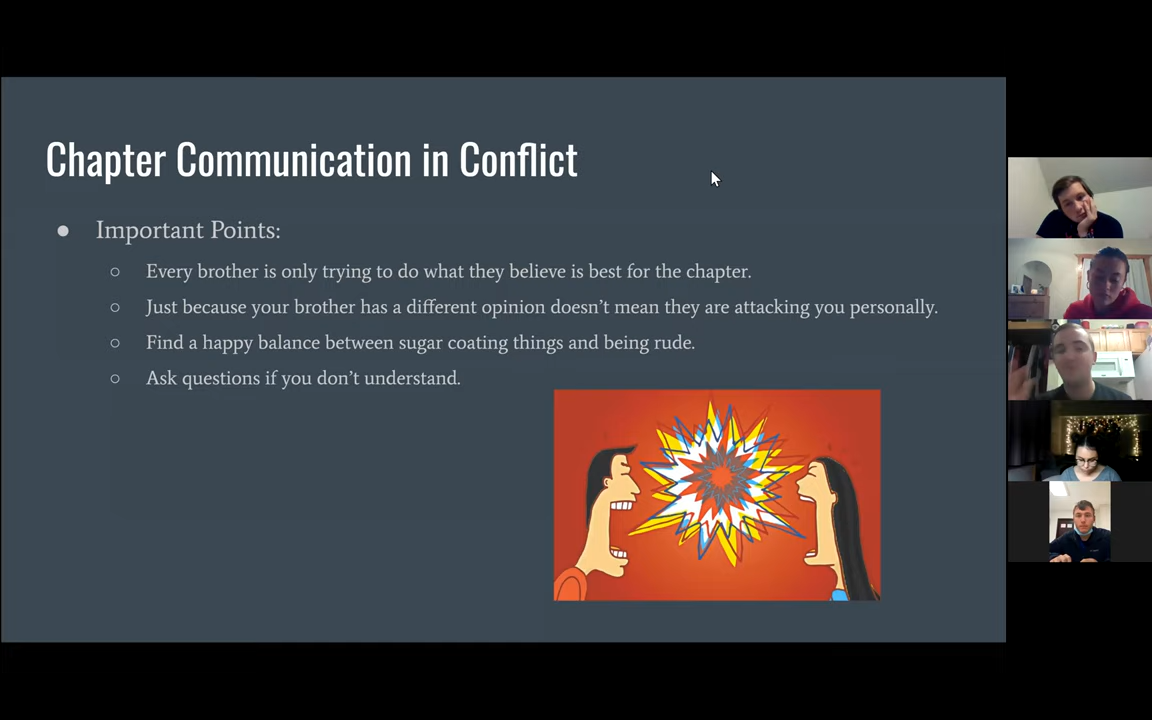 Chapter Communication in Conflict
● Important Points:
○ Every brother is only trying to do what they believe is best for the chapter.
○ Just because your brother has a different opinion doesn’t mean they are attacking you personally.
○ Find a happy balance between sugar coating things and being rude.
○ Ask questions if you don’t understand.